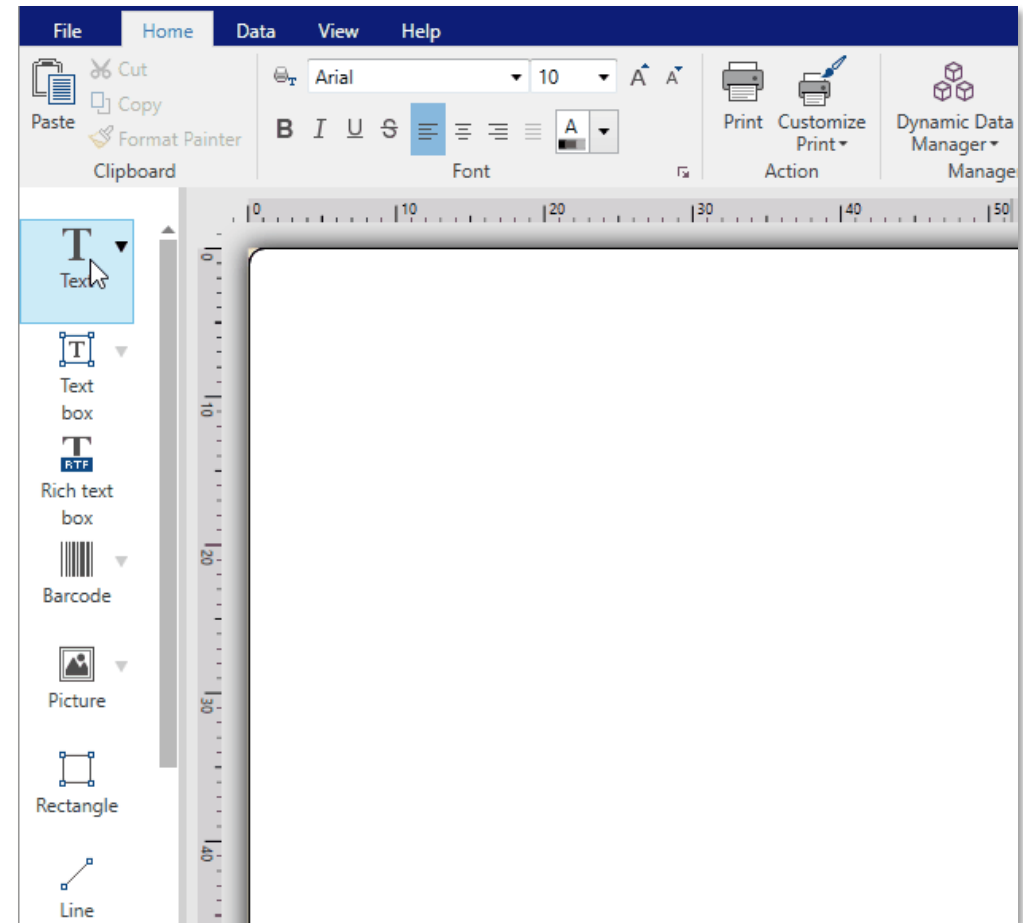 File Home Data View Help
Cut
Copy
Paste
Format Painter
Clipboard
Arial 10 A A
B I U S A
Font
Print Customize Print
Action
Dynamic Data Manager
Manage
0 10 20 30 40 50
T
Text
T
Text box
T
RTF
Rich text box
Barcode
Picture
Rectangle
Line
0
10
20
30
40